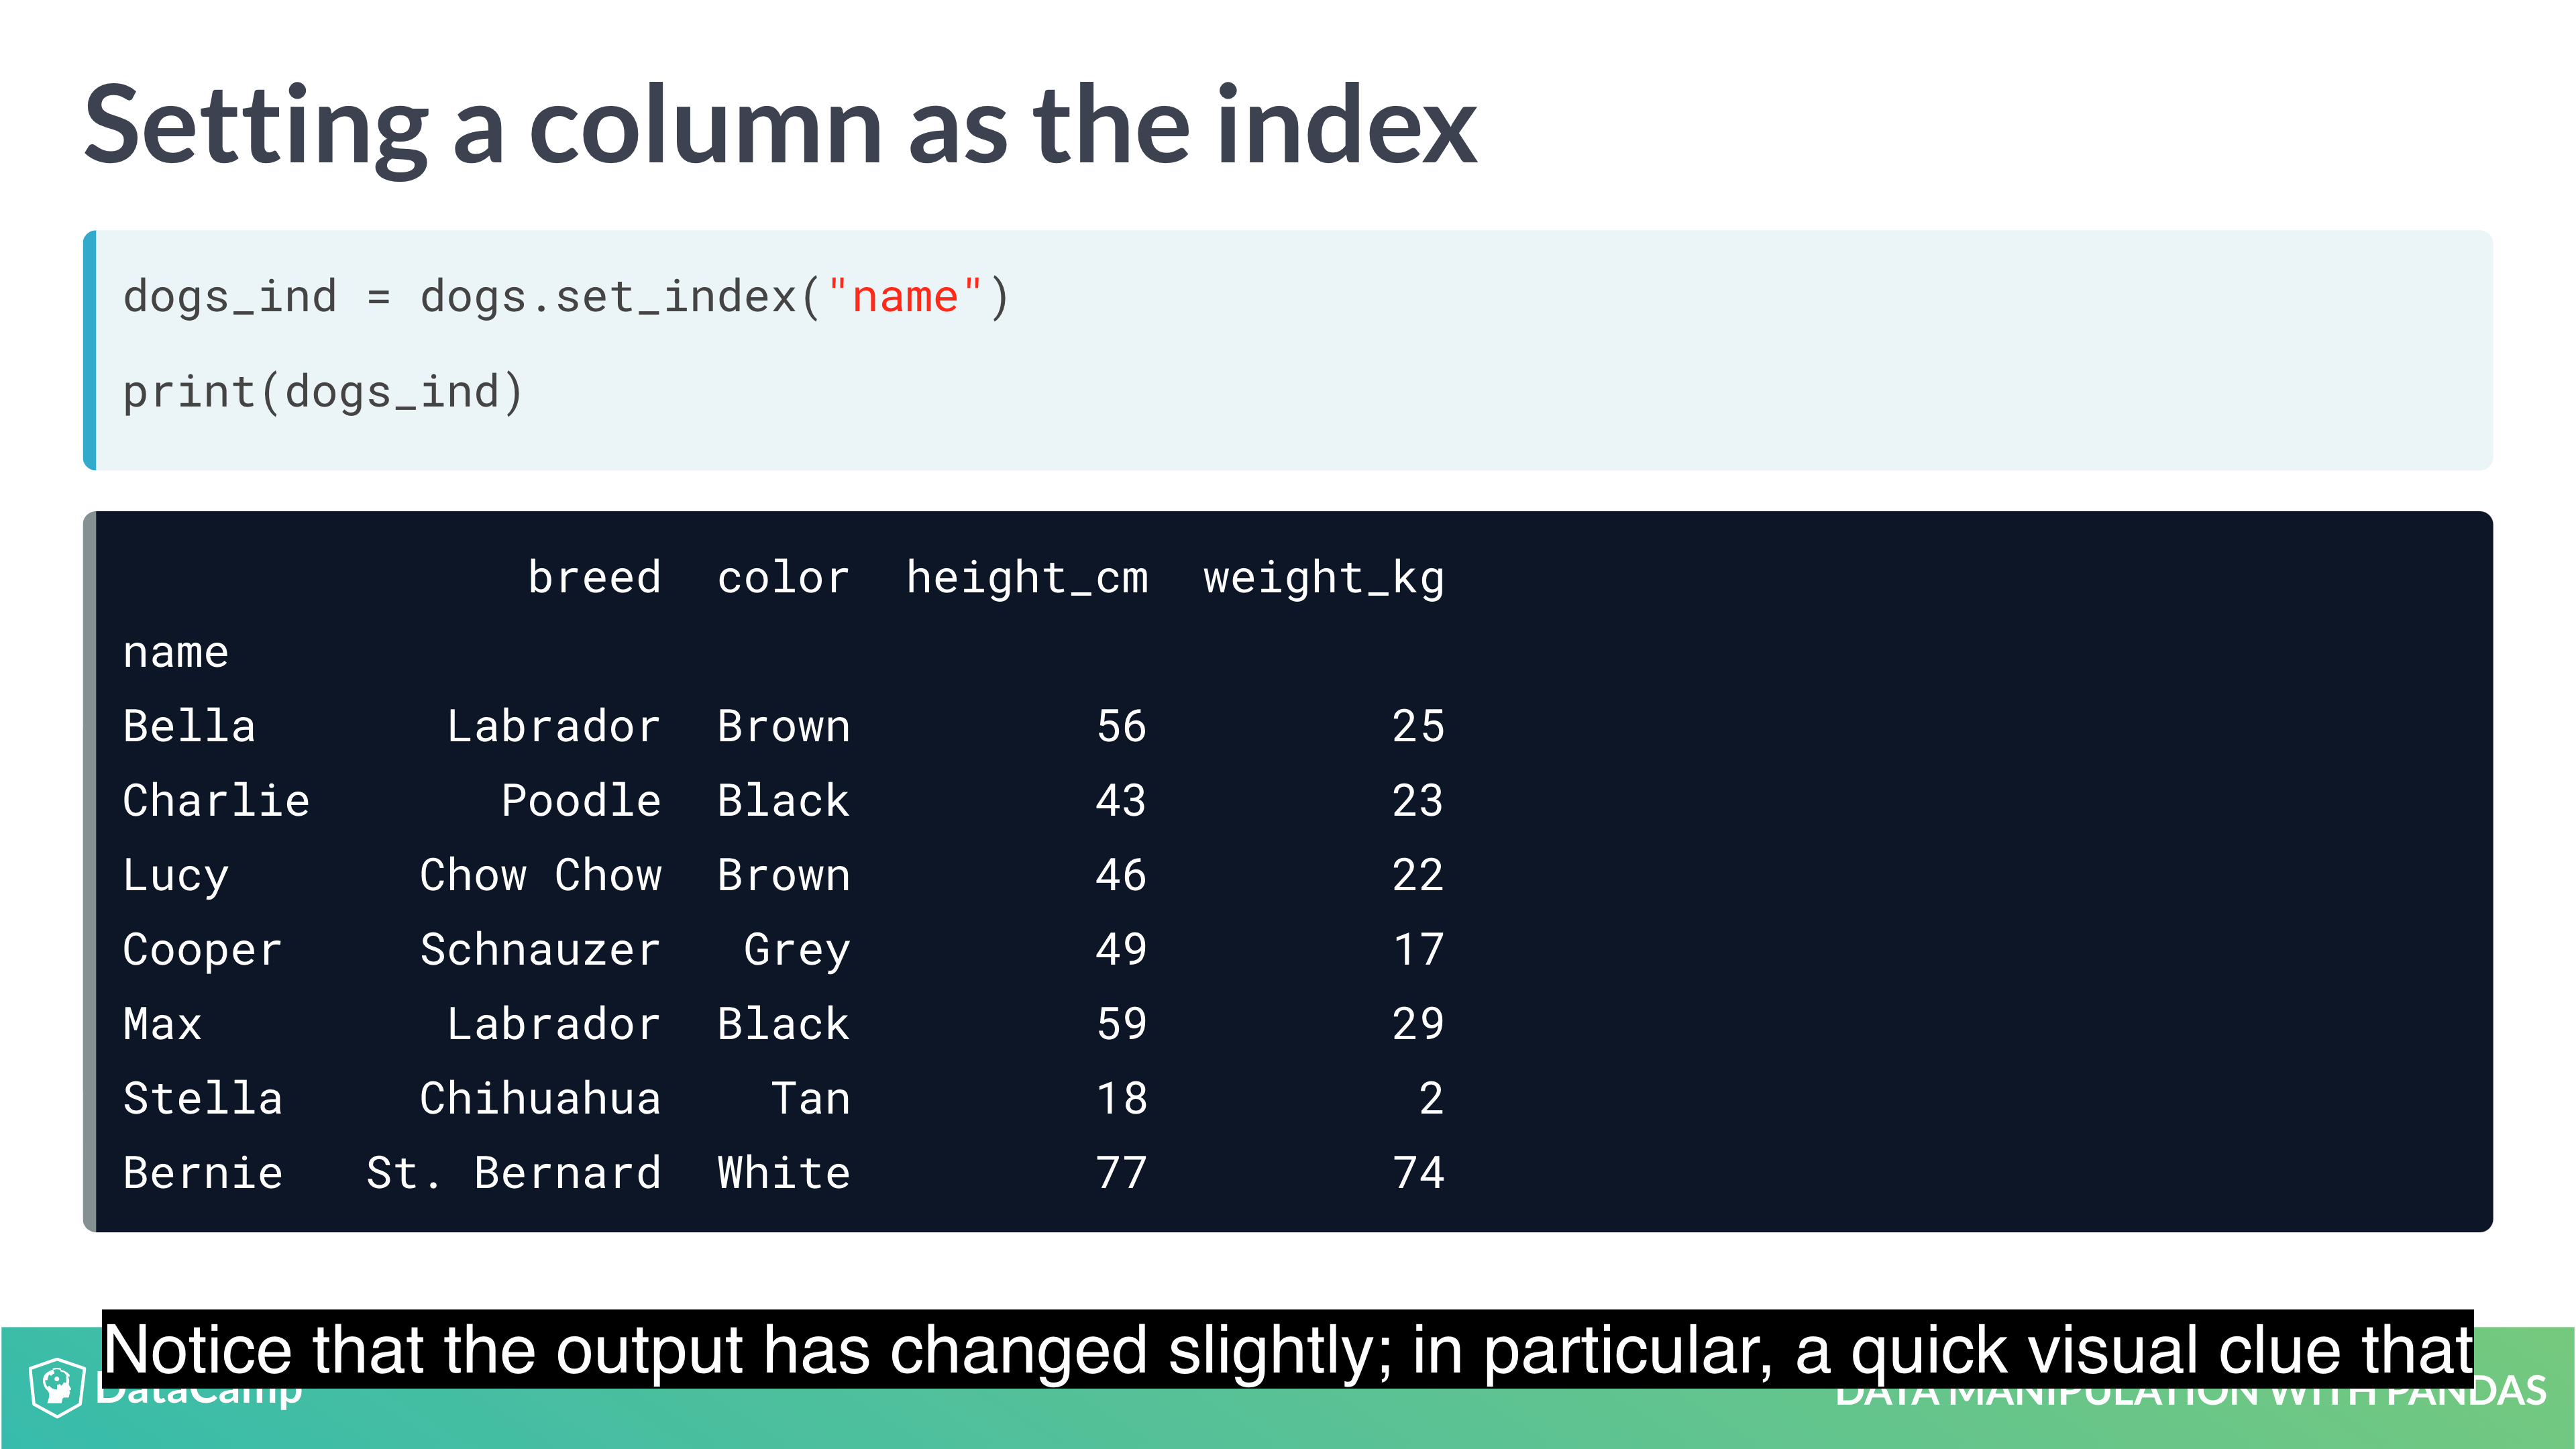 Setting a column as the index
dogs_ind = dogs.set_index("name")
print(dogs_ind)
breed color height_cm weight_kg
name
Bella Labrador Brown 56 25
Charlie Poodle Black 43 23
Lucy Chow Chow Brown 46 22
Cooper Schnauzer Grey 49 17
Max Labrador Black 59 29
Stella Chihuahua Tan 18 2
Bernie St. Bernard White 77 74
Notice that the output has changed slightly; in particular, a quick visual clue that
DataCamp
DATA MANIPULATION WITH PANDAS